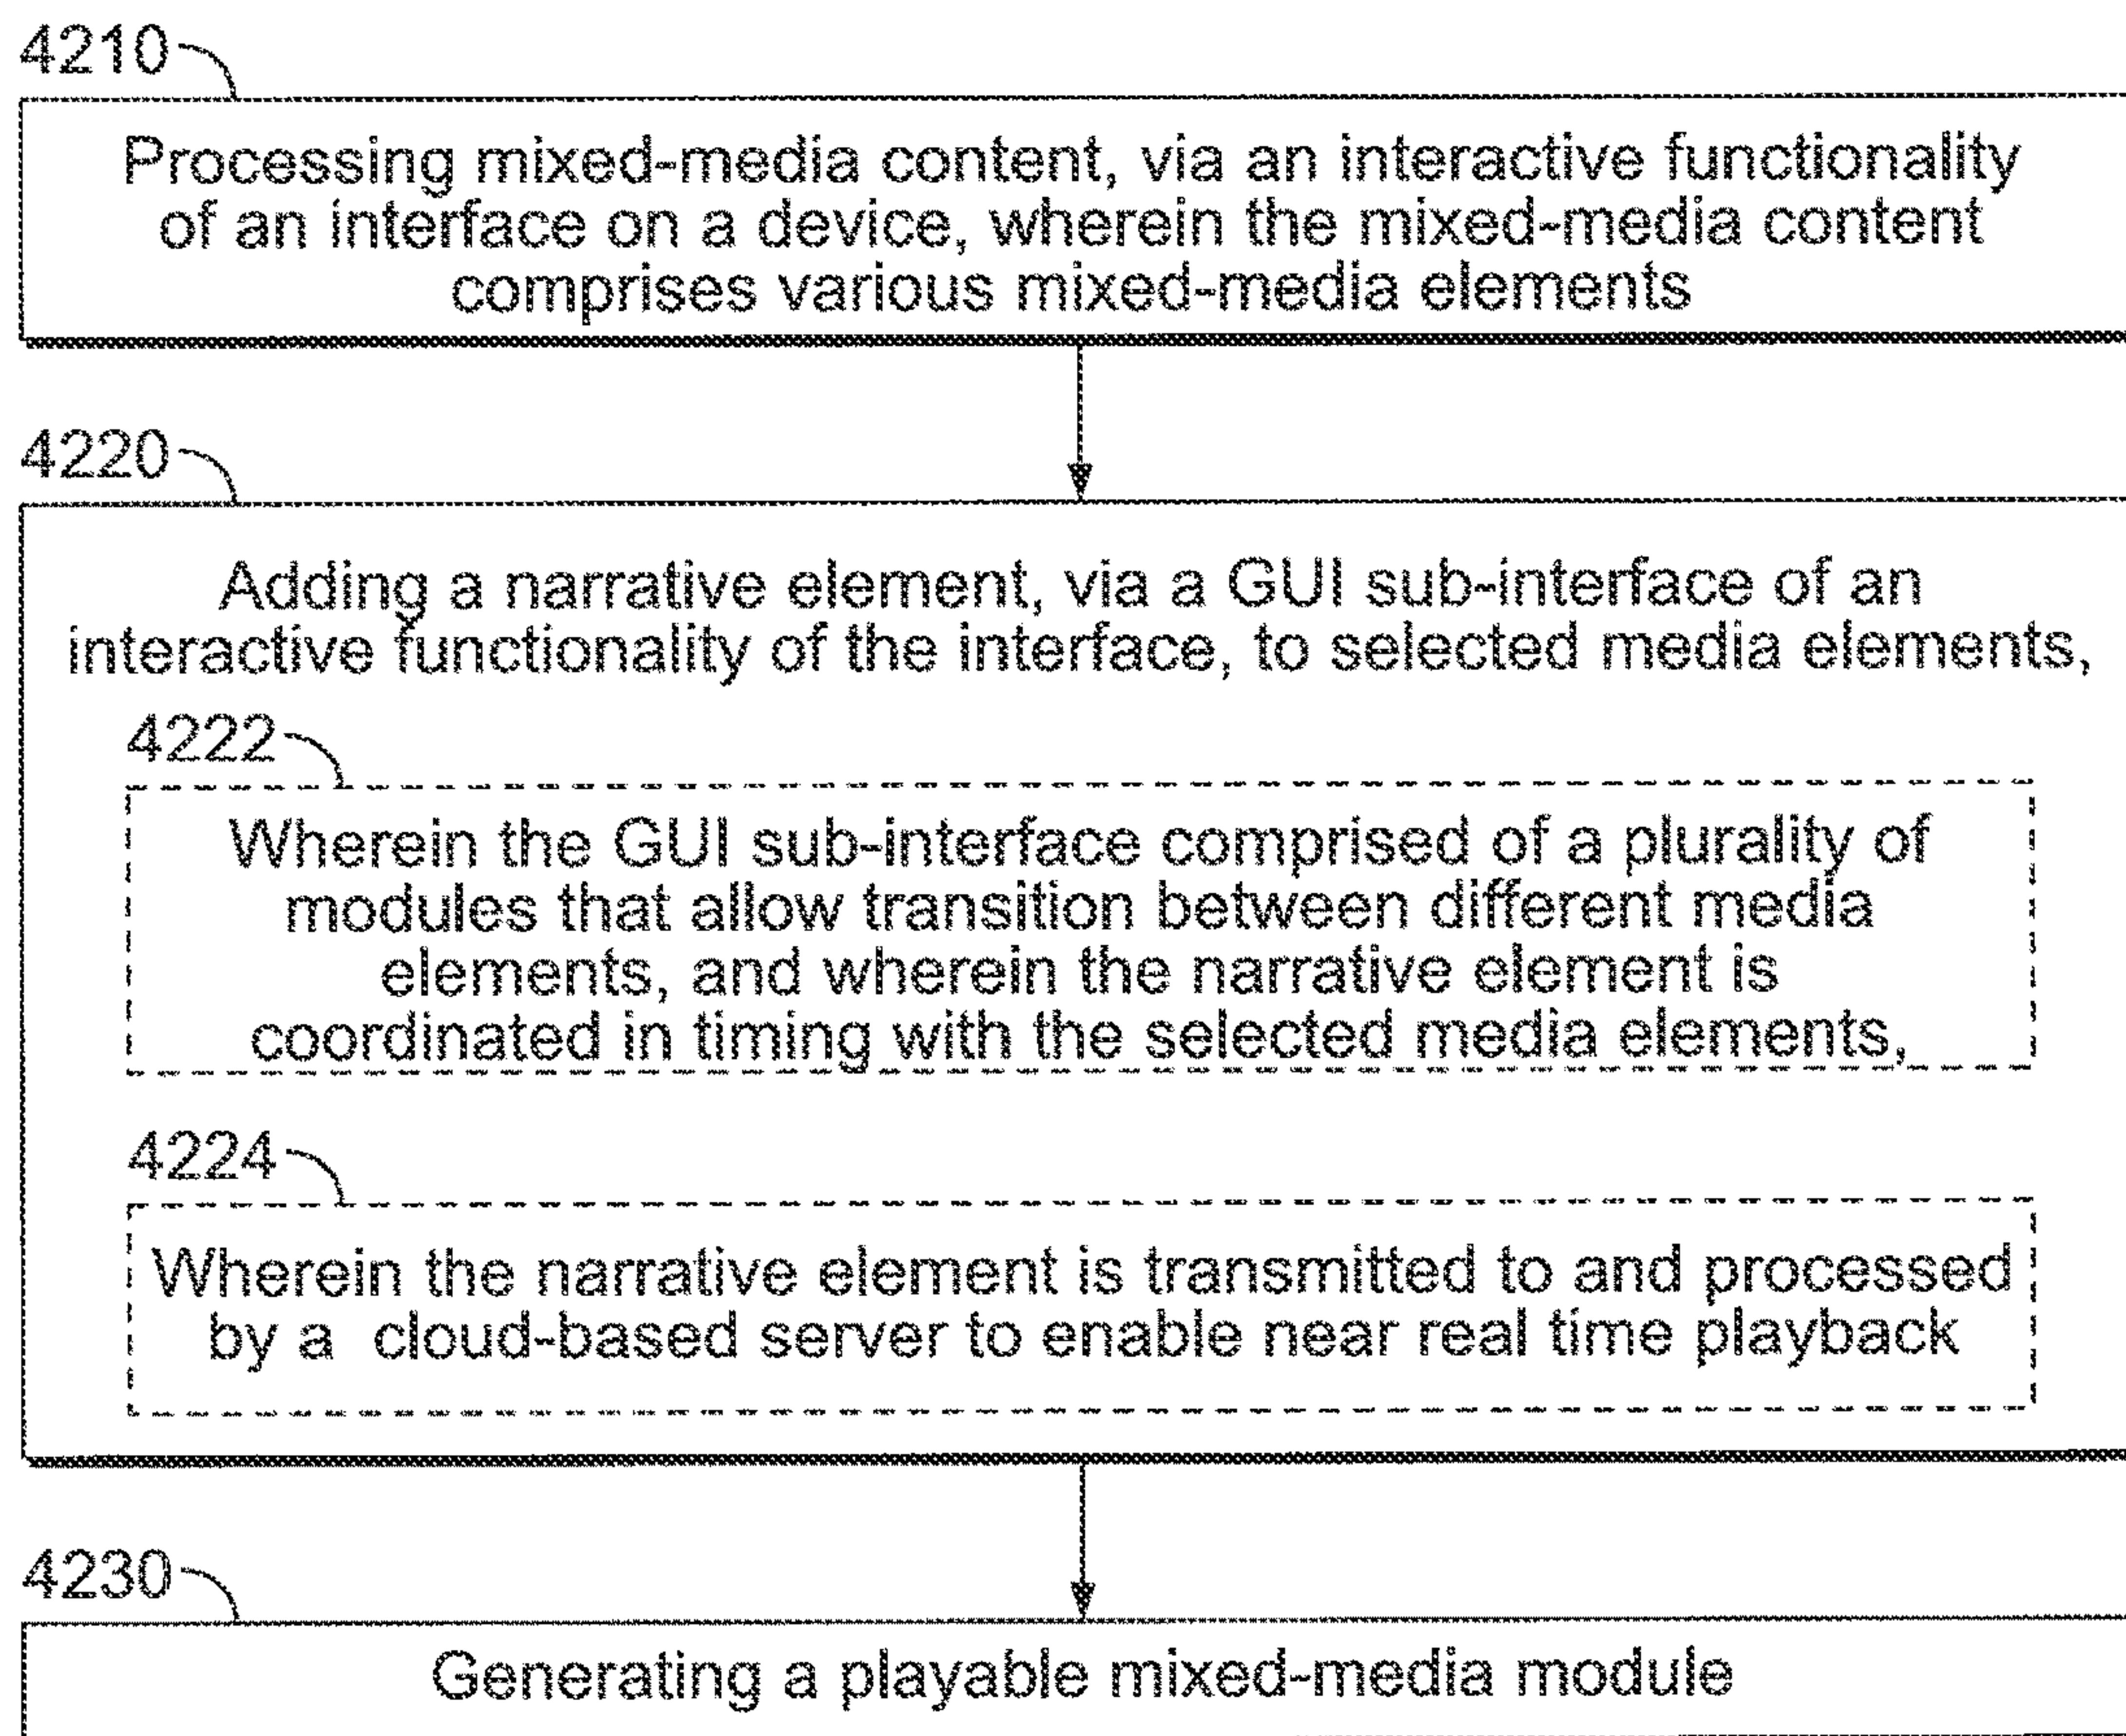 4210
Processing mixed-media content, via an interactive functionality
of an interface on a device, wherein the mixed-media content
comprises various mixed-media elements
4220
Adding a narrative element, via a GUI sub-interface of an
interactive functionality of the interface, to selected media elements,
4222
Wherein the GUI sub-interface comprised of a plurality of
modules that allow transition between different media
elements, and wherein the narrative element is
coordinated in timing with the selected media elements,
4224
Wherein the narrative element is transmitted to and processed
by a cloud-based server to enable near real time playback
4230
Generating a playable mixed-media module